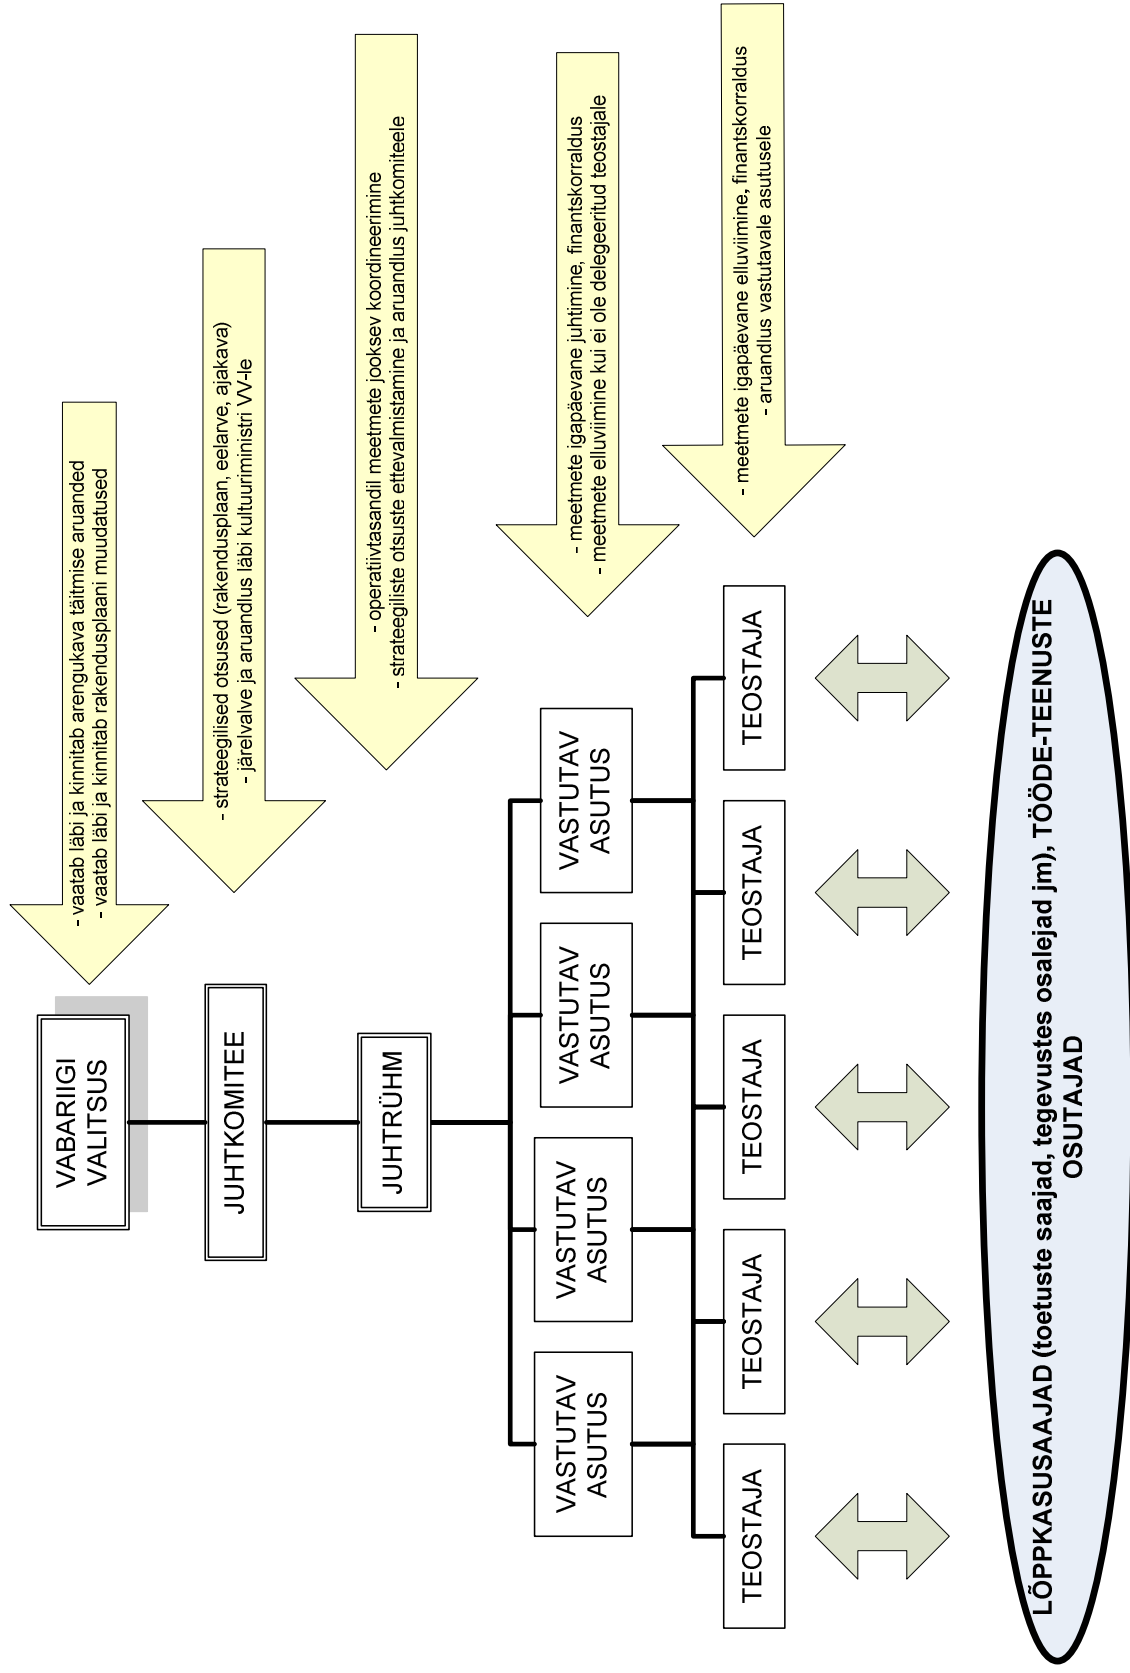 VABARIIGI
VALITSUS
- vaatab läbi ja kinnitab arengukava täitmise aruanded
- vaatab läbi ja kinnitab rakendusplaani muudatused
JUHTKOMITEE
- strateegilised otsused (rakendusplaan, eelarve, ajakava)
- järelvalve ja aruandlus läbi kultuuriministri VV-le
JUHTRÜHM
- operatiivtasandil meetmete jooksev koordineerimine
- strateegiliste otsuste ettevalmistamine ja aruandlus juhtkomiteele
VASTUTAV
ASUTUS
VASTUTAV
ASUTUS
VASTUTAV
ASUTUS
VASTUTAV
ASUTUS
- meetmete igapäevane juhtimine, finantskorraldus
- meetmete elluviimine kui ei ole delegeeritud teostajale
TEOSTAJA
TEOSTAJA
TEOSTAJA
TEOSTAJA
TEOSTAJA
- meetmete igapäevane elluviimine, finantskorraldus
- aruandlus vastutavale asutusele
LÕPPKASUSAAJAD (toetuste saajad, tegevustes osalejad jm), TÖÖDE-TEENUSTE
OSUTAJAD